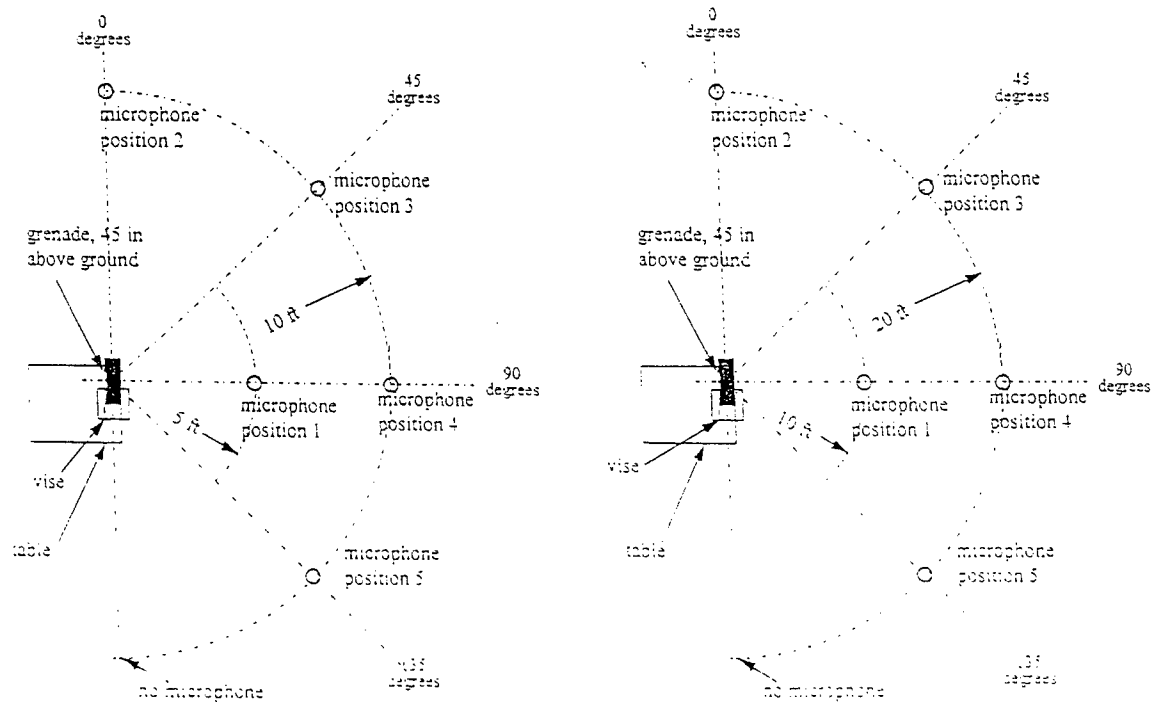 0
degrees
45
degrees
microphone
position 2
microphone
position 3
grenade, 45 in
above ground
10 ft
90
degrees
microphone
position 1
microphone
position 4
5 ft
vise
table
microphone
position 5
135
degrees
no microphone
0
degrees
45
degrees
microphone
position 2
microphone
position 3
grenade, 45 in
above ground
20 ft
90
degrees
microphone
position 1
microphone
position 4
10 ft
vise
table
microphone
position 5
135
degrees
no microphone